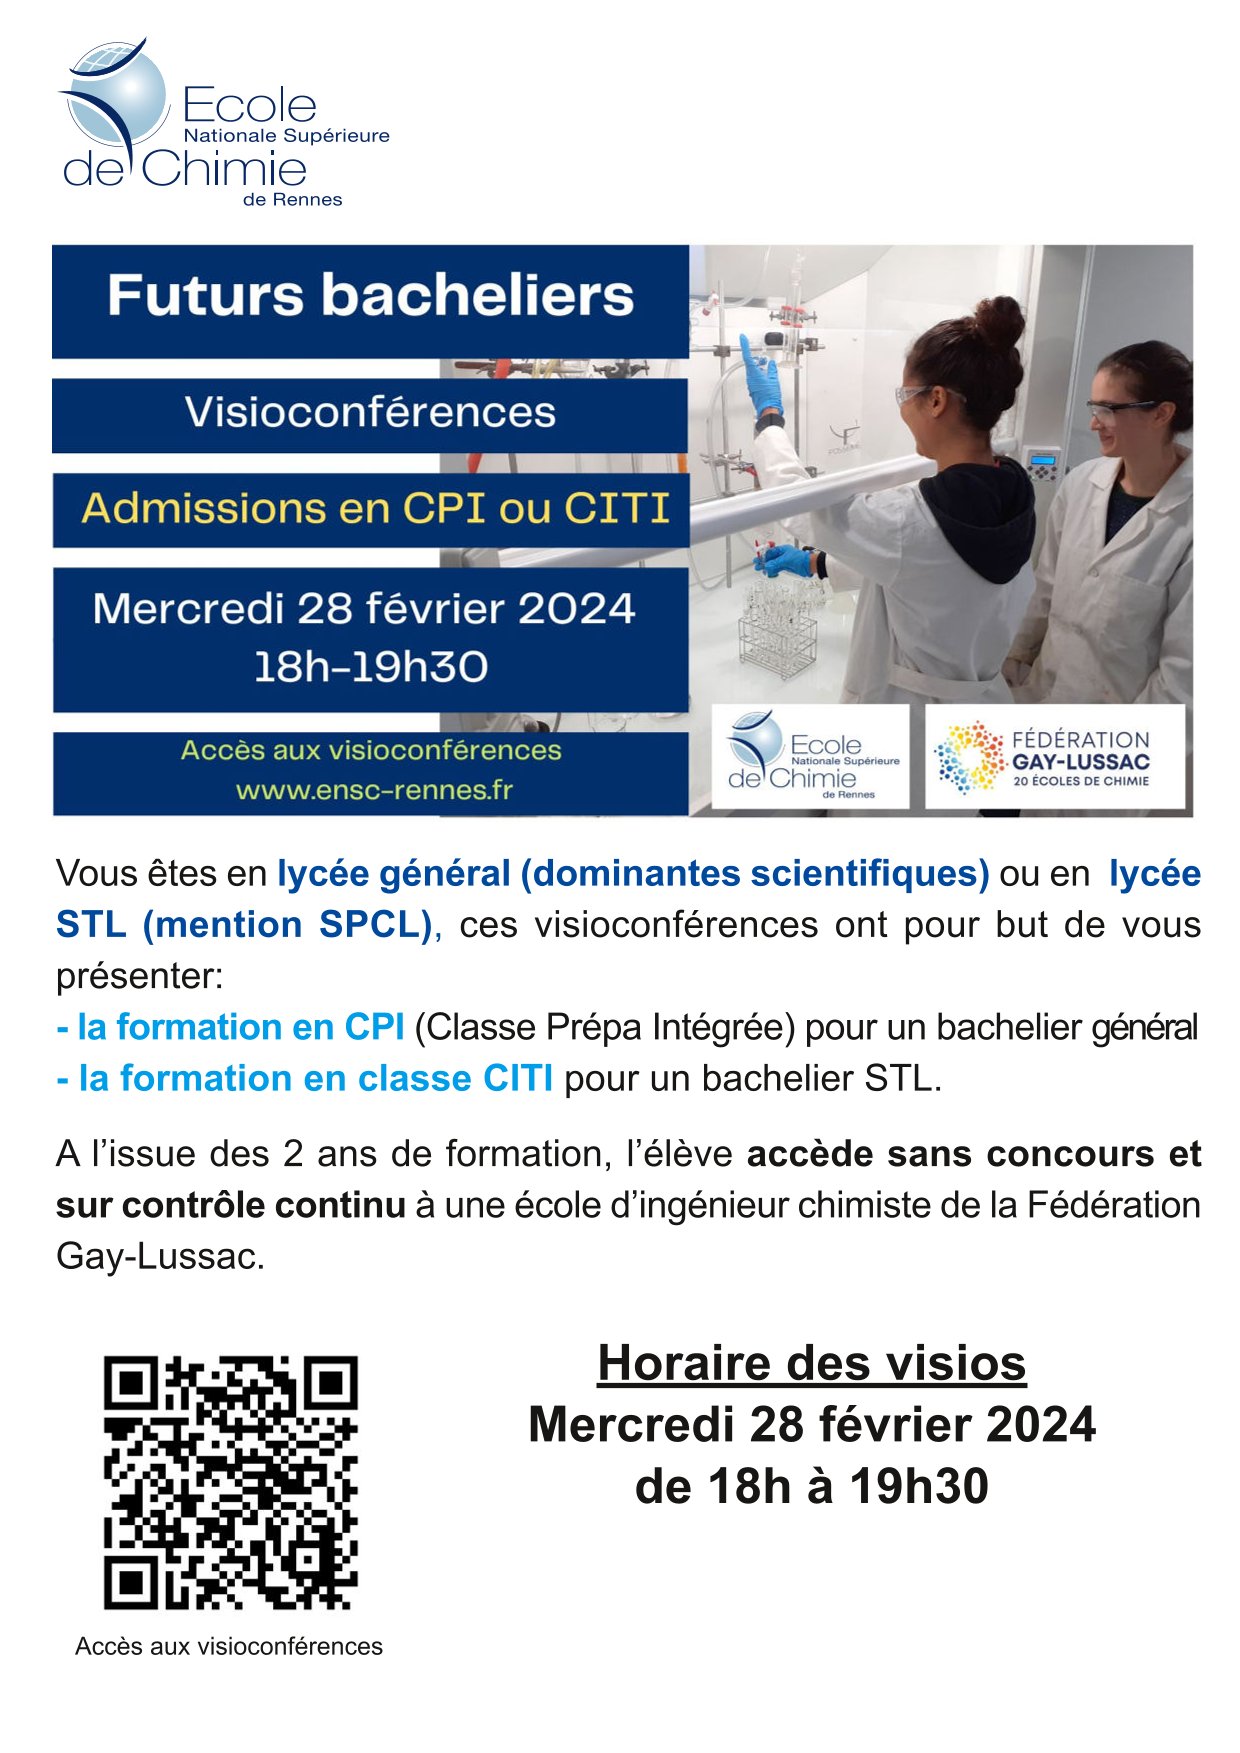 Ecole
Nationale Supérieure
de Chimie
de Rennes
Futurs bacheliers
Visioconférences
Admissions en CPI ou CITI
Mercredi 28 février 2024
18h-19h30
Accès aux visioconférences
www.ensc-rennes.fr
Ecole
Nationale Supérieure
de Chimie
de Rennes
FÉDÉRATION
GAY-LUSSAC
20 ÉCOLES DE CHIMIE
Vous êtes en lycée général (dominantes scientifiques) ou en lycée
STL (mention SPCL), ces visioconférences ont pour but de vous
présenter:
- la formation en CPI (Classe Prépa Intégrée) pour un bachelier général
- la formation en classe CITI pour un bachelier STL.
A l’issue des 2 ans de formation, l’élève accède sans concours et
sur contrôle continu à une école d’ingénieur chimiste de la Fédération
Gay-Lussac.
Horaire des visios
Mercredi 28 février 2024
de 18h à 19h30
Accès aux visioconférences